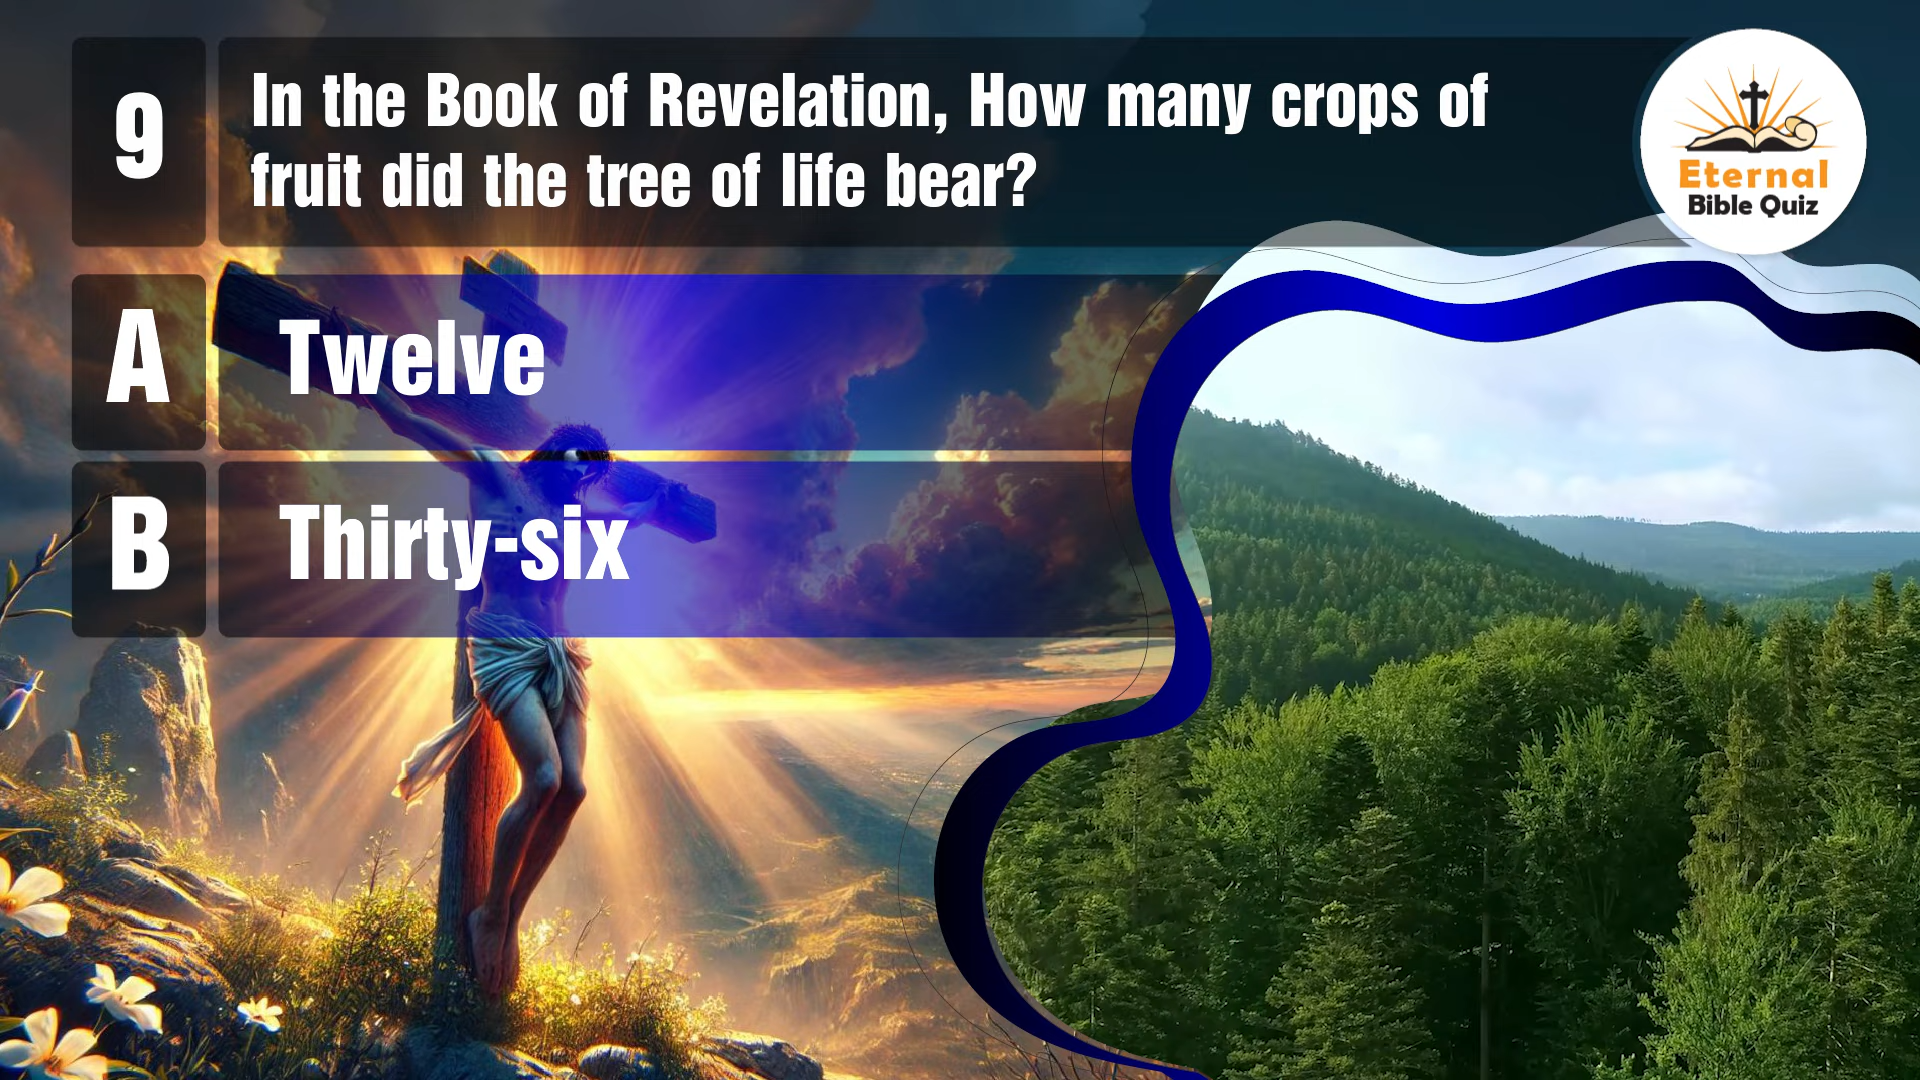 9
In the Book of Revelation, How many crops of
fruit did the tree of life bear?
Eternal
Bible Quiz
A
Twelve
B
Thirty-six